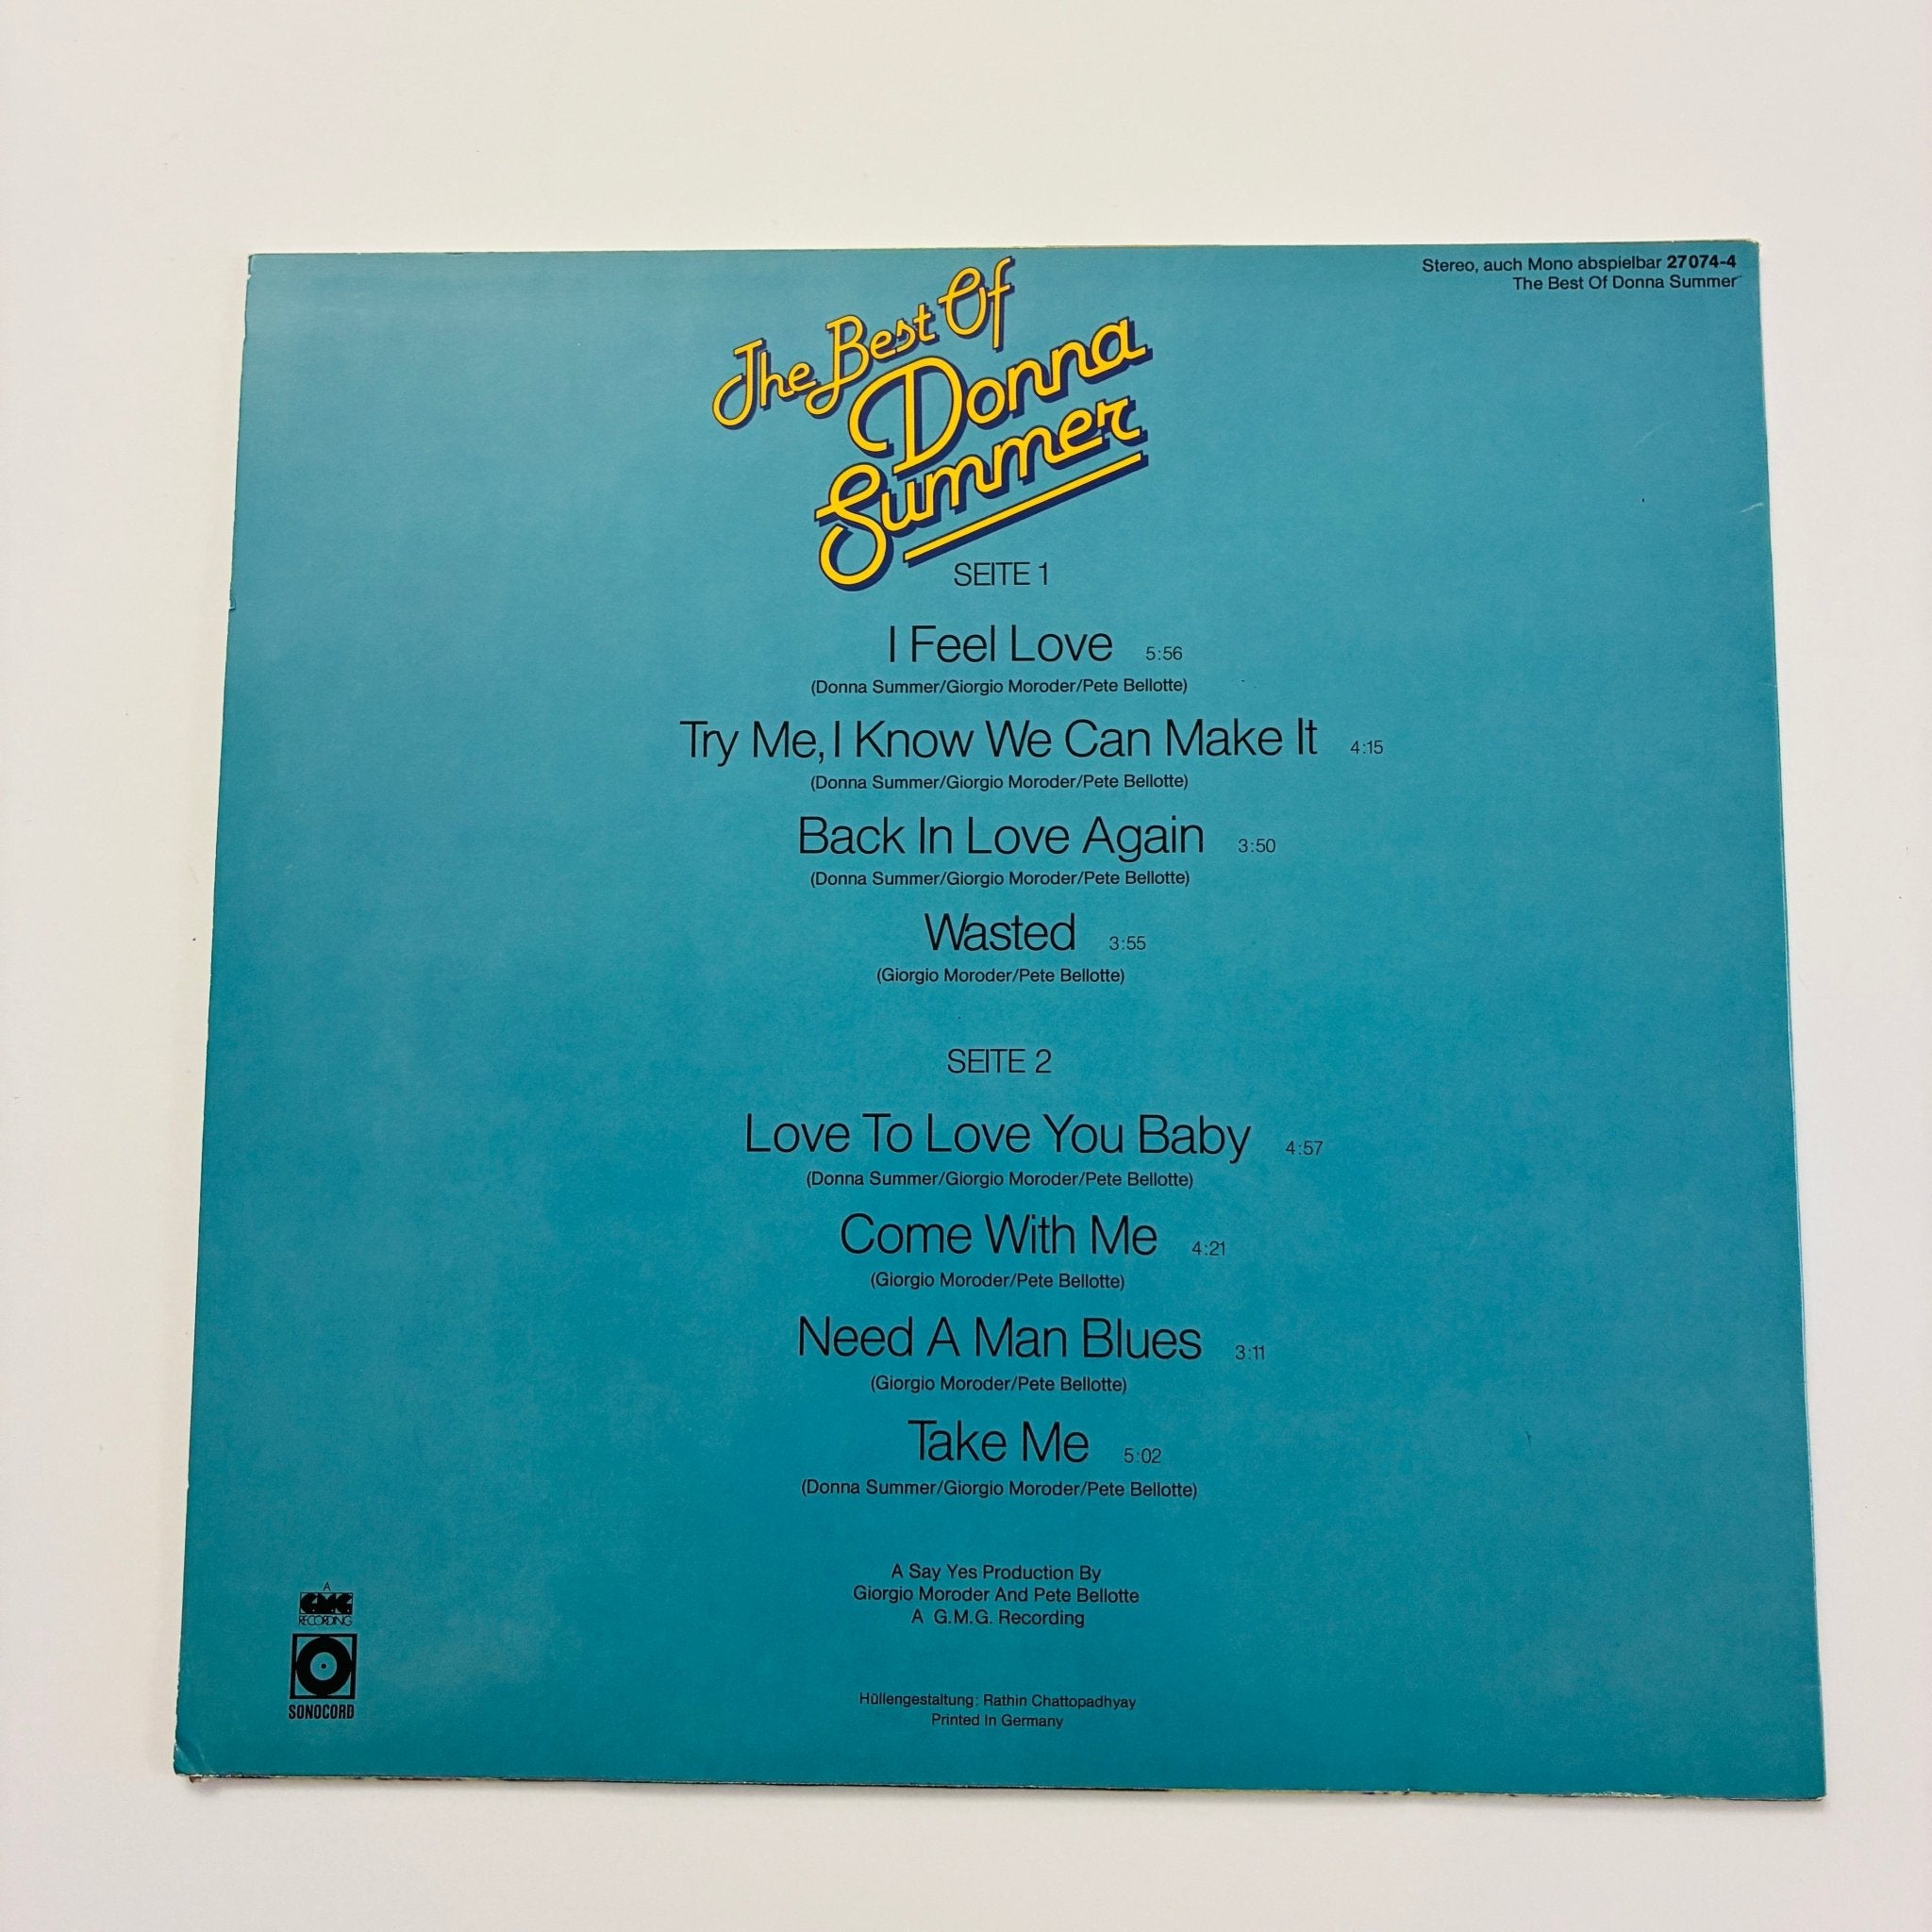 Stereo, auch Mono abspielbar 27074-4
The Best Of Donna Summer
The Best Of
Donna
Summer
SEITE 1
I Feel Love 5:56
(Donna Summer/Giorgio Moroder/Pete Bellotte)
Try Me, I Know We Can Make It 4:15
(Donna Summer/Giorgio Moroder/Pete Bellotte)
Back In Love Again 3:50
(Donna Summer/Giorgio Moroder/Pete Bellotte)
Wasted 3:55
(Giorgio Moroder/Pete Bellotte)
SEITE 2
Love To Love You Baby 4:57
(Donna Summer/Giorgio Moroder/Pete Bellotte)
Come With Me 4:21
(Giorgio Moroder/Pete Bellotte)
Need A Man Blues 3:11
(Giorgio Moroder/Pete Bellotte)
Take Me 5:02
(Donna Summer/Giorgio Moroder/Pete Bellotte)
A Say Yes Production By
Giorgio Moroder And Pete Bellotte
A G.M.G. Recording
A
GMG
RECORDING
SONOCORD
Hüllengestaltung: Rathin Chattopadhyay
Printed In Germany